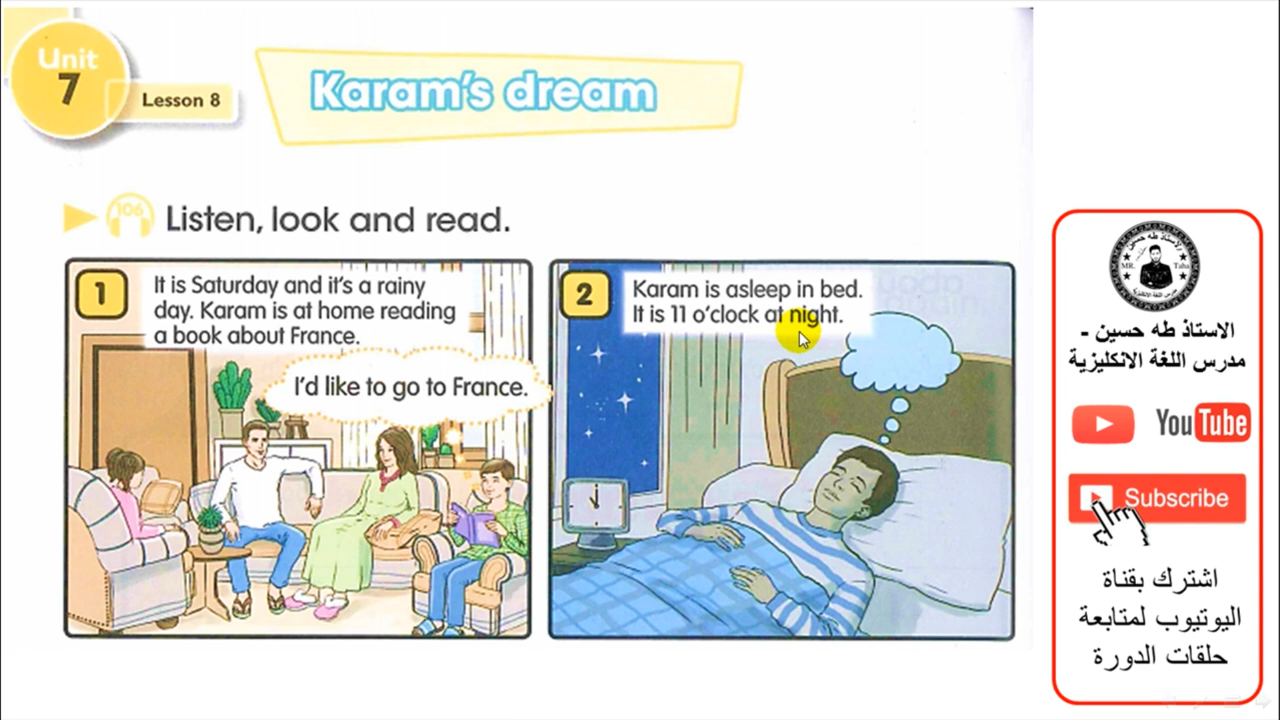 Unit
7
Lesson 8
Karam's dream
106
Listen, look and read.
1
It is Saturday and it's a rainy
day. Karam is at home reading
a book about France.
I'd like to go to France.
2
Karam is asleep in bed.
It is 11 o'clock at night.
MR. Taha
الاستاذ طه حسين -
مدرس اللغة الانكليزية
YouTube
Subscribe
اشترك بقناة
اليوتيوب لمتابعة
حلقات الدورة